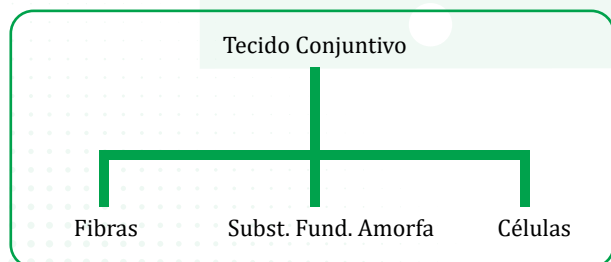 Tecido Conjuntivo
Fibras
Subst. Fund. Amorfa
Células